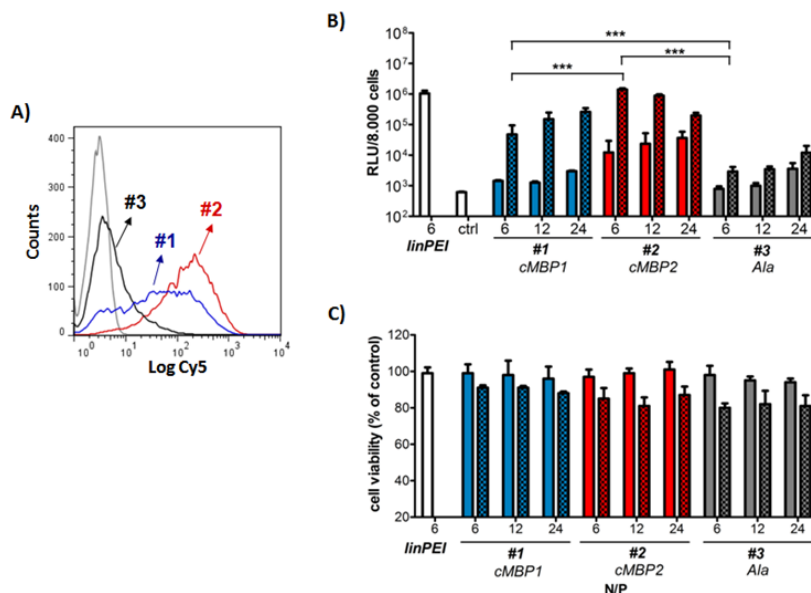 A)
400
300
200
100
0
Counts
#3
#2
#1
10^0 10^1 10^2 10^3 10^4
Log Cy5
B)
RLU/8.000 cells
10^8
10^7
10^6
10^5
10^4
10^3
10^2
***
*** ***
6 ctrl 6 12 24 6 12 24 6 12 24
linPEI #1 #2 #3
cMBP1 cMBP2 Ala
C)
cell viability (% of control)
120
100
80
60
40
20
6 6 12 24 6 12 24 6 12 24
linPEI #1 #2 #3
cMBP1 cMBP2 Ala
N/P